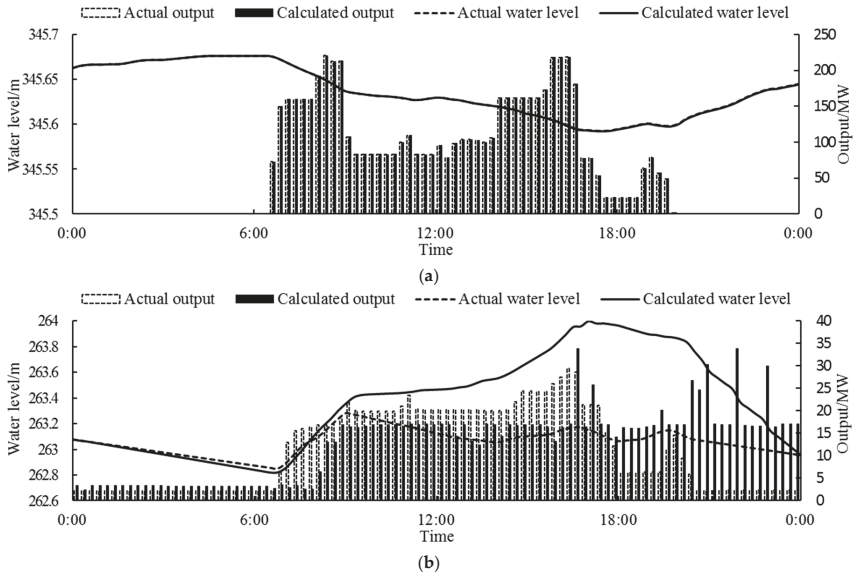 Actual output Calculated output Actual water level Calculated water level
345.7 250
345.65 200
150
345.6
100
345.55
50
345.5 0
Water level/m
Output/MW
0:00 6:00 12:00 18:00 0:00
Time
(a)
Actual output Calculated output Actual water level Calculated water level
264 40
263.8 35
30
263.6
25
263.4
20
263.2
15
263
10
262.8 5
262.6 0
Water level/m
Output/MW
0:00 6:00 12:00 18:00 0:00
Time
(b)